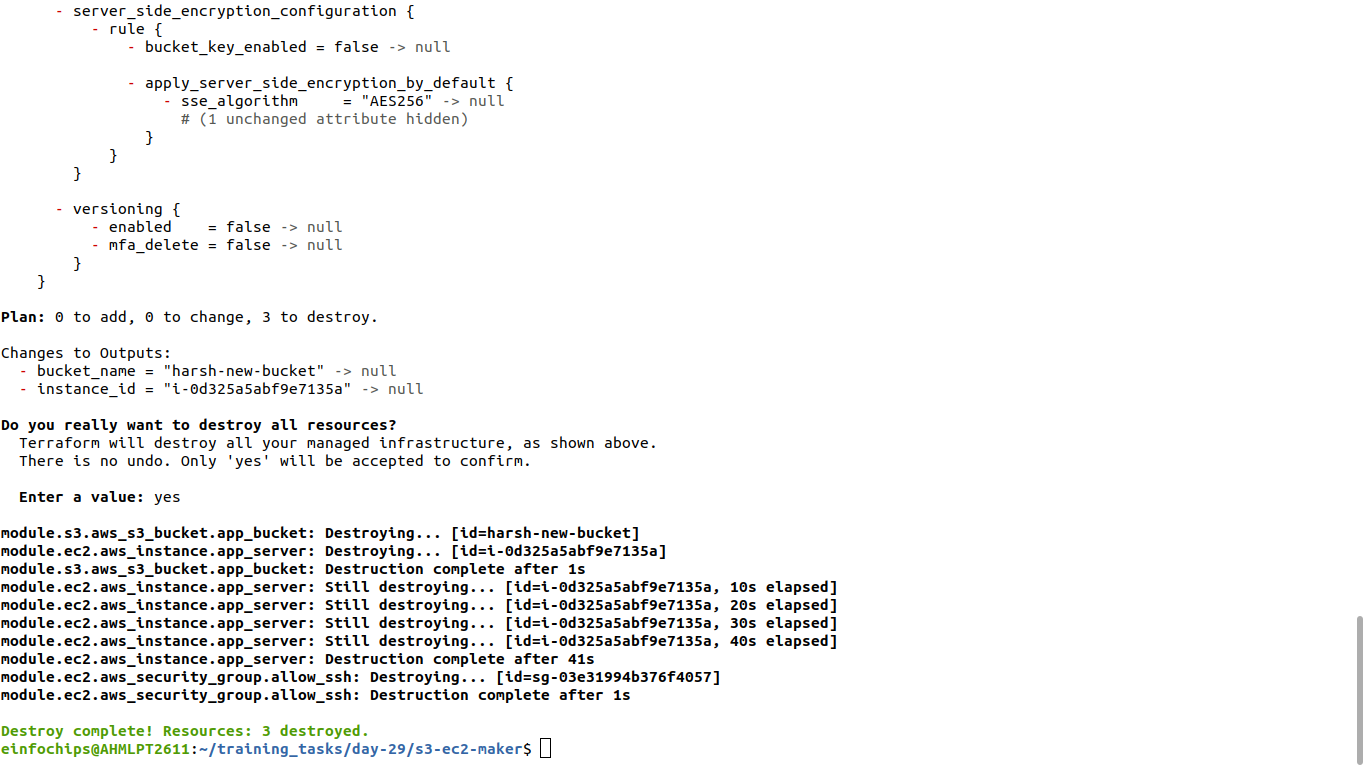 - server_side_encryption_configuration {
- rule {
- bucket_key_enabled = false -> null
- apply_server_side_encryption_by_default {
- sse_algorithm     = "AES256" -> null
# (1 unchanged attribute hidden)
}
}
}
- versioning {
- enabled    = false -> null
- mfa_delete = false -> null
}
}
Plan: 0 to add, 0 to change, 3 to destroy.
Changes to Outputs:
- bucket_name = "harsh-new-bucket" -> null
- instance_id = "i-0d325a5abf9e7135a" -> null
Do you really want to destroy all resources?
Terraform will destroy all your managed infrastructure, as shown above.
There is no undo. Only 'yes' will be accepted to confirm.
Enter a value: yes
module.s3.aws_s3_bucket.app_bucket: Destroying... [id=harsh-new-bucket]
module.ec2.aws_instance.app_server: Destroying... [id=i-0d325a5abf9e7135a]
module.s3.aws_s3_bucket.app_bucket: Destruction complete after 1s
module.ec2.aws_instance.app_server: Still destroying... [id=i-0d325a5abf9e7135a, 10s elapsed]
module.ec2.aws_instance.app_server: Still destroying... [id=i-0d325a5abf9e7135a, 20s elapsed]
module.ec2.aws_instance.app_server: Still destroying... [id=i-0d325a5abf9e7135a, 30s elapsed]
module.ec2.aws_instance.app_server: Still destroying... [id=i-0d325a5abf9e7135a, 40s elapsed]
module.ec2.aws_instance.app_server: Destruction complete after 41s
module.ec2.aws_security_group.allow_ssh: Destroying... [id=sg-03e31994b376f4057]
module.ec2.aws_security_group.allow_ssh: Destruction complete after 1s
Destroy complete! Resources: 3 destroyed.
einfochips@AHMLPT2611:~/training_tasks/day-29/s3-ec2-maker$